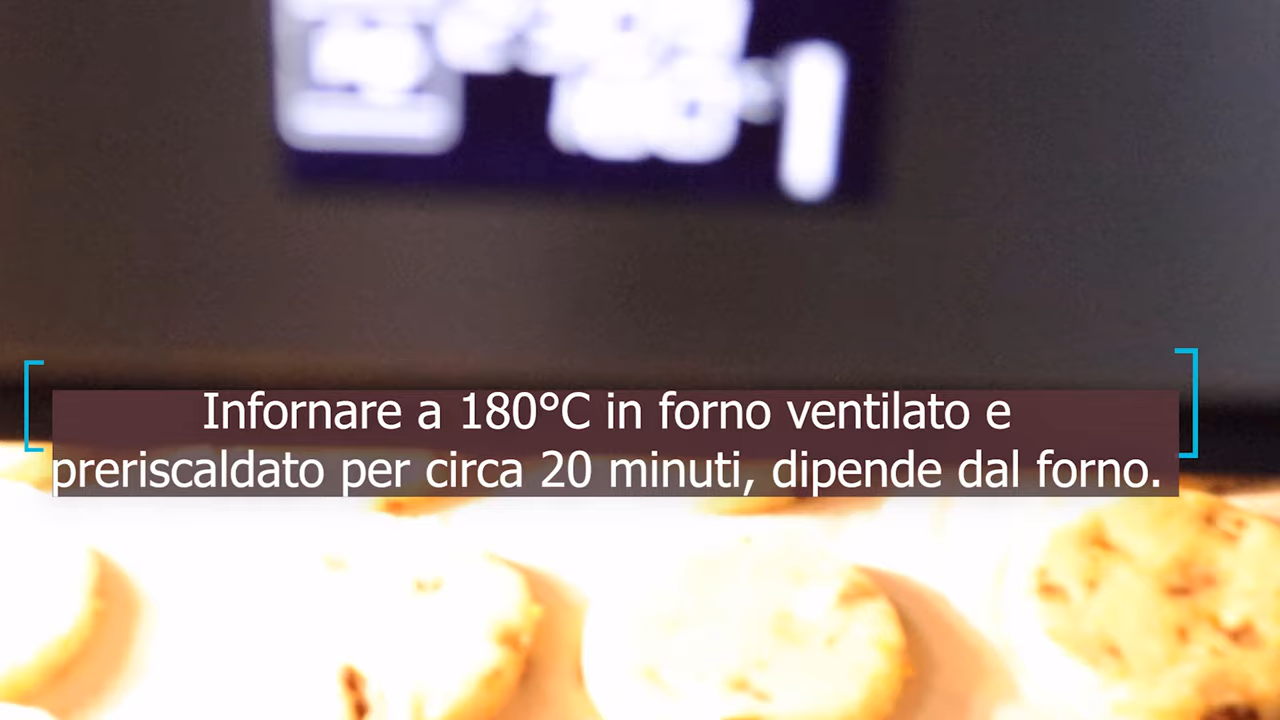 Infornare a 180°C in forno ventilato e
preriscaldato per circa 20 minuti, dipende dal forno.